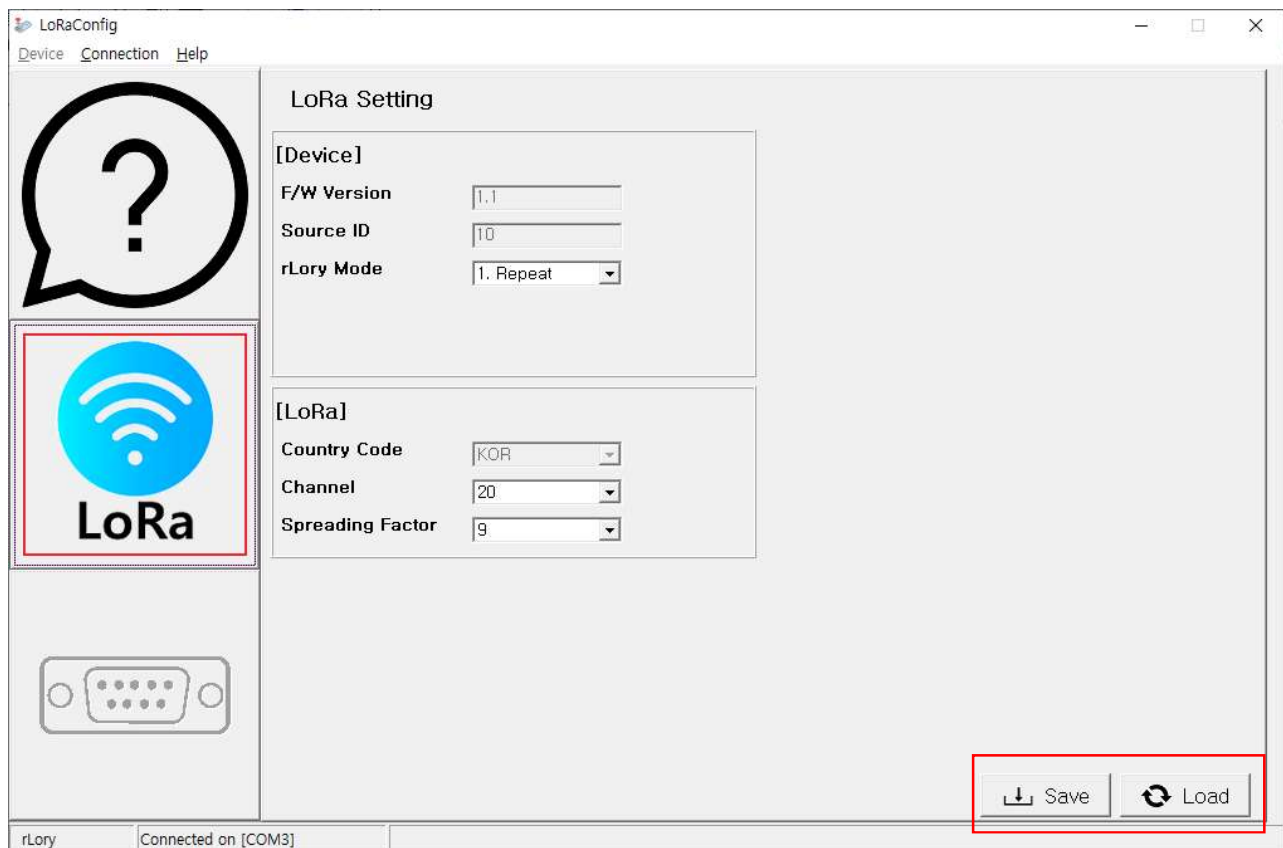 LoRaConfig
Device Connection Help
?
LoRa
LoRa Setting
[Device]
F/W Version 1.1
Source ID 10
rLory Mode 1. Repeat
[LoRa]
Country Code KOR
Channel 20
Spreading Factor 9
Save Load
rLory Connected on [COM3]